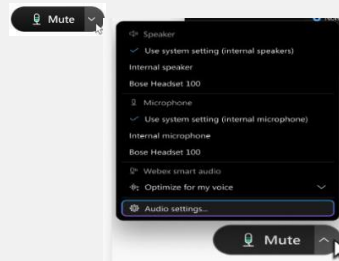 Mute
Speaker
Use system setting (internal speakers)
Internal speaker
Bose Headset 100
Microphone
Use system setting (internal microphone)
Internal microphone
Bose Headset 100
Webex smart audio
Optimize for my voice
Audio settings...
Mute